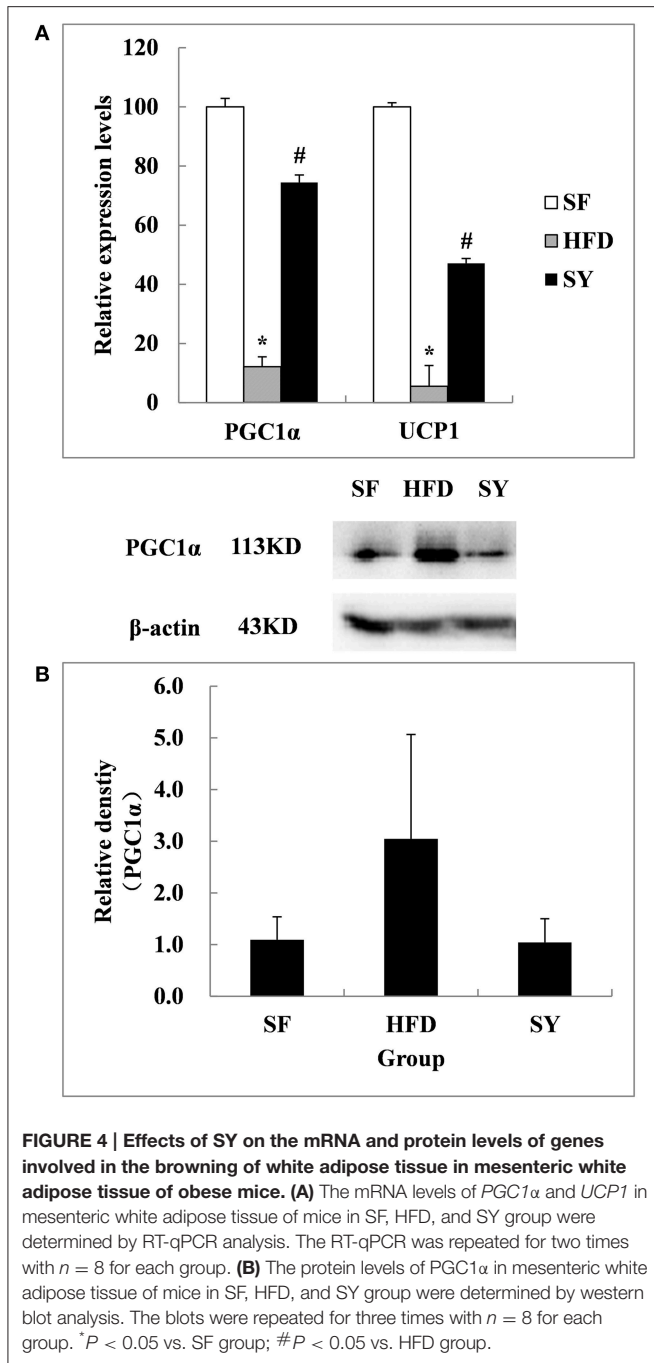 A
120
100
80
60
40
20
0
Relative expression levels
#
*
#
*
SF
HFD
SY
PGC1α UCP1
SF HFD SY
PGC1α 113KD
β-actin 43KD
B
6.0
5.0
4.0
3.0
2.0
1.0
0.0
Relative denstiy
(PGC1α)
SF HFD SY
Group
FIGURE 4 | Effects of SY on the mRNA and protein levels of genes
involved in the browning of white adipose tissue in mesenteric white
adipose tissue of obese mice. (A) The mRNA levels of PGC1α and UCP1 in
mesenteric white adipose tissue of mice in SF, HFD, and SY group were
determined by RT-qPCR analysis. The RT-qPCR was repeated for two times
with n = 8 for each group. (B) The protein levels of PGC1α in mesenteric white
adipose tissue of mice in SF, HFD, and SY group were determined by western
blot analysis. The blots were repeated for three times with n = 8 for each
group. *P < 0.05 vs. SF group; #P < 0.05 vs. HFD group.